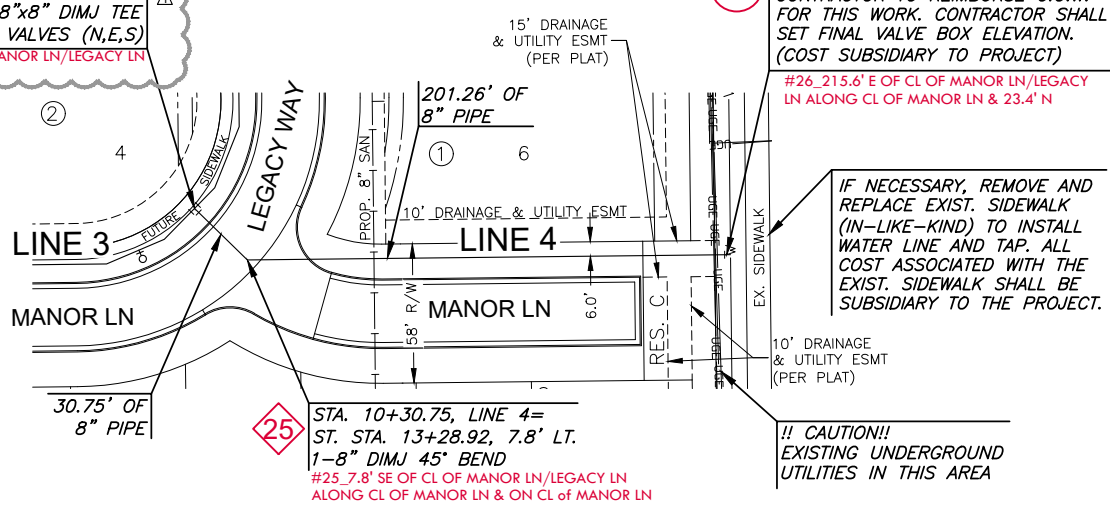 8"x8" DIMJ TEE
VALVES (N,E,S)
ANOR LN/LEGACY LN
15' DRAINAGE
& UTILITY ESMT
(PER PLAT)
FOR THIS WORK. CONTRACTOR SHALL
SET FINAL VALVE BOX ELEVATION.
(COST SUBSIDIARY TO PROJECT)
#26_215.6' E OF CL OF MANOR LN/LEGACY
LN ALONG CL OF MANOR LN & 23.4' N
201.26' OF
8" PIPE
2
4
SIDEWALK
FUTURE
LEGACY WAY
PROP. 8" SAN
1
6
10' DRAINAGE & UTILITY ESMT
UGE
UGE
UGE
UGE
UGE
W
LINE 3
LINE 4
EX. SIDEWALK
IF NECESSARY, REMOVE AND
REPLACE EXIST. SIDEWALK
(IN-LIKE-KIND) TO INSTALL
WATER LINE AND TAP. ALL
COST ASSOCIATED WITH THE
EXIST. SIDEWALK SHALL BE
SUBSIDIARY TO THE PROJECT.
MANOR LN
58' R/W
MANOR LN
6.0'
RES. C
10' DRAINAGE
& UTILITY ESMT
(PER PLAT)
30.75' OF
8" PIPE
25
STA. 10+30.75, LINE 4=
ST. STA. 13+28.92, 7.8' LT.
1-8" DIMJ 45° BEND
#25_7.8' SE OF CL OF MANOR LN/LEGACY LN
ALONG CL OF MANOR LN & ON CL of MANOR LN
!! CAUTION!!
EXISTING UNDERGROUND
UTILITIES IN THIS AREA